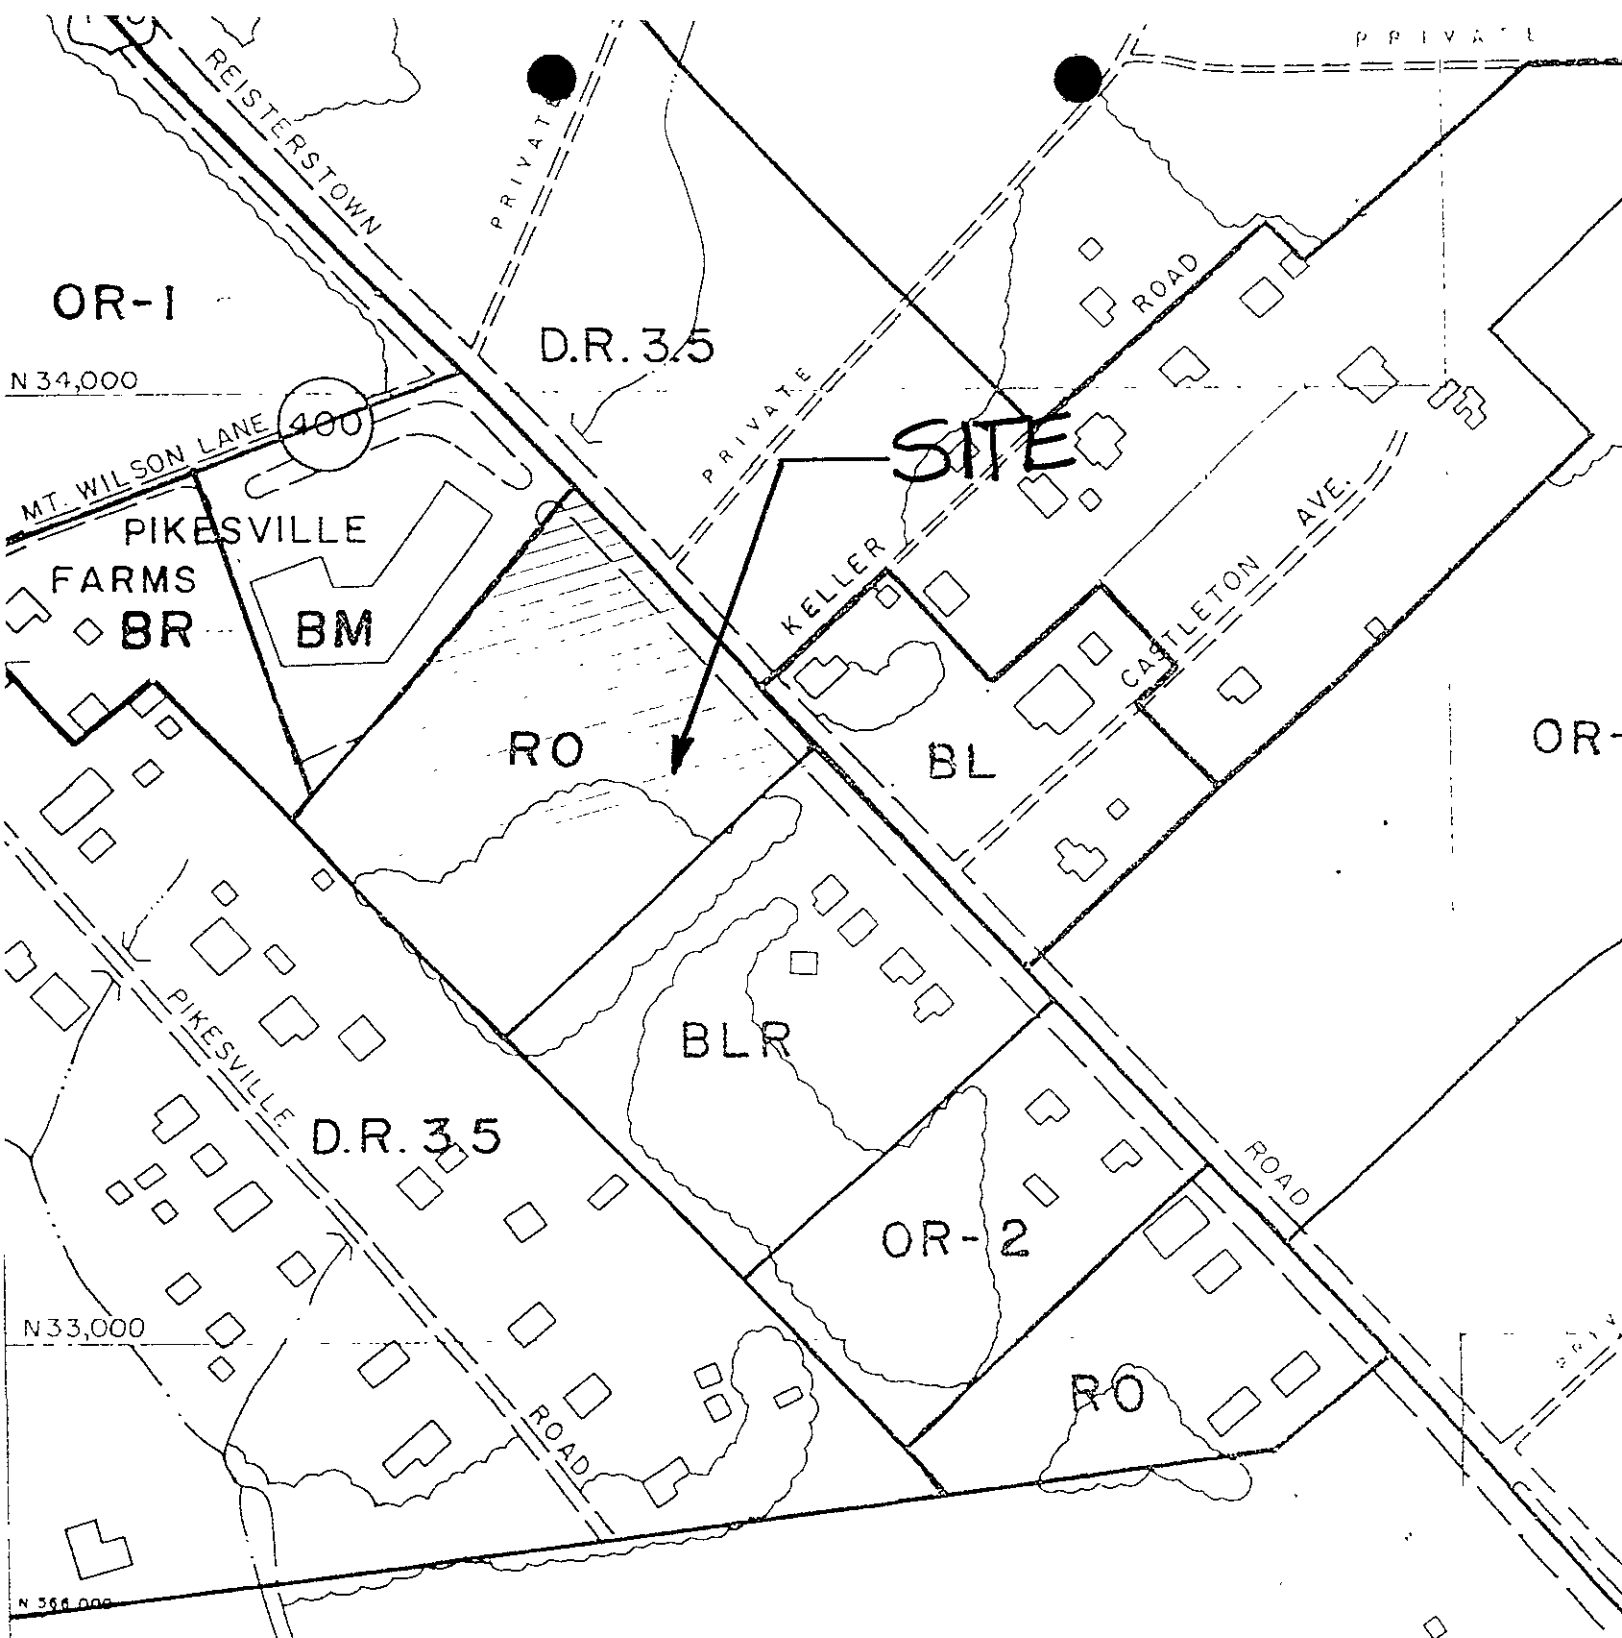 PRIVATE
REISTERSTOWN
PRIVATE
ROAD
OR-1
D.R. 3.5
N 34,000
PRIVATE
400
MT. WILSON LANE
SITE
AVE.
PIKESVILLE
FARMS
KELLER
CASTLETON
BR
BM
RO
BL
OR-
PIKESVILLE
BLR
D.R. 3.5
ROAD
OR-2
N 33,000
RO
ROAD